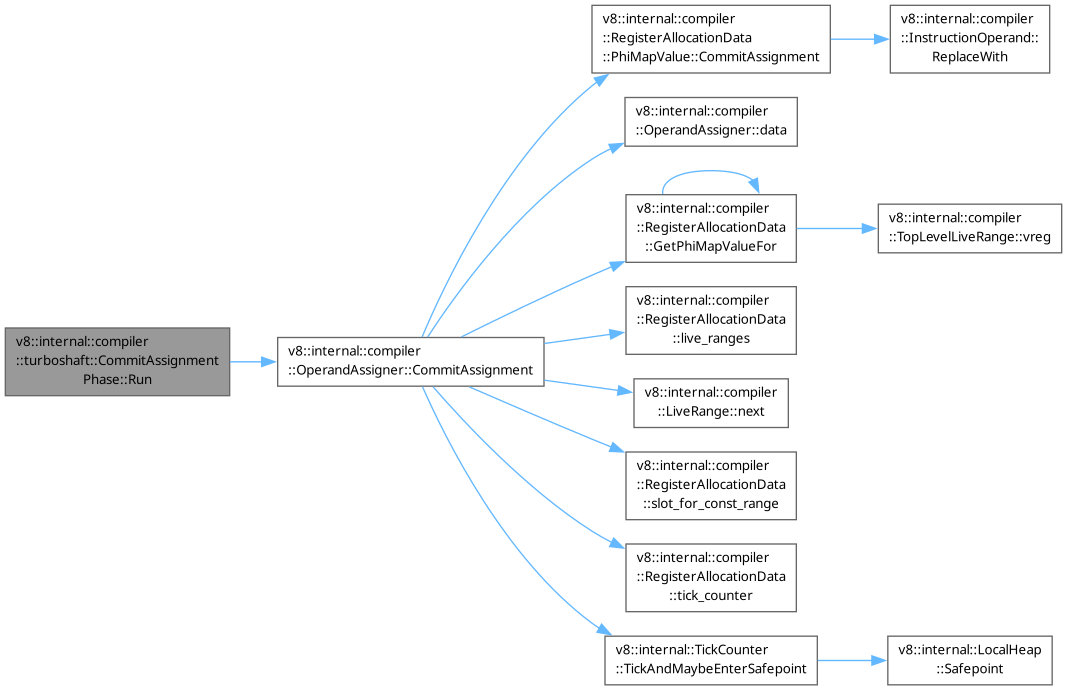 v8::internal::compiler
::RegisterAllocationData
::PhiMapValue::CommitAssignment
v8::internal::compiler
::InstructionOperand::
ReplaceWith
v8::internal::compiler
::OperandAssigner::data
v8::internal::compiler
::RegisterAllocationData
::GetPhiMapValueFor
v8::internal::compiler
::TopLevelLiveRange::vreg
v8::internal::compiler
::RegisterAllocationData
::live_ranges
v8::internal::compiler
::turboshaft::CommitAssignment
Phase::Run
v8::internal::compiler
::OperandAssigner::CommitAssignment
v8::internal::compiler
::LiveRange::next
v8::internal::compiler
::RegisterAllocationData
::slot_for_const_range
v8::internal::compiler
::RegisterAllocationData
::tick_counter
v8::internal::TickCounter
::TickAndMaybeEnterSafepoint
v8::internal::LocalHeap
::Safepoint